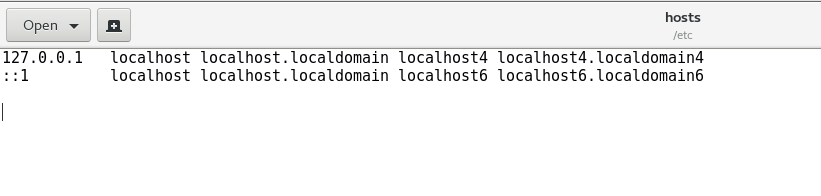 Open
hosts
/etc
127.0.0.1   localhost localhost.localdomain localhost4 localhost4.localdomain4
::1         localhost localhost.localdomain localhost6 localhost6.localdomain6